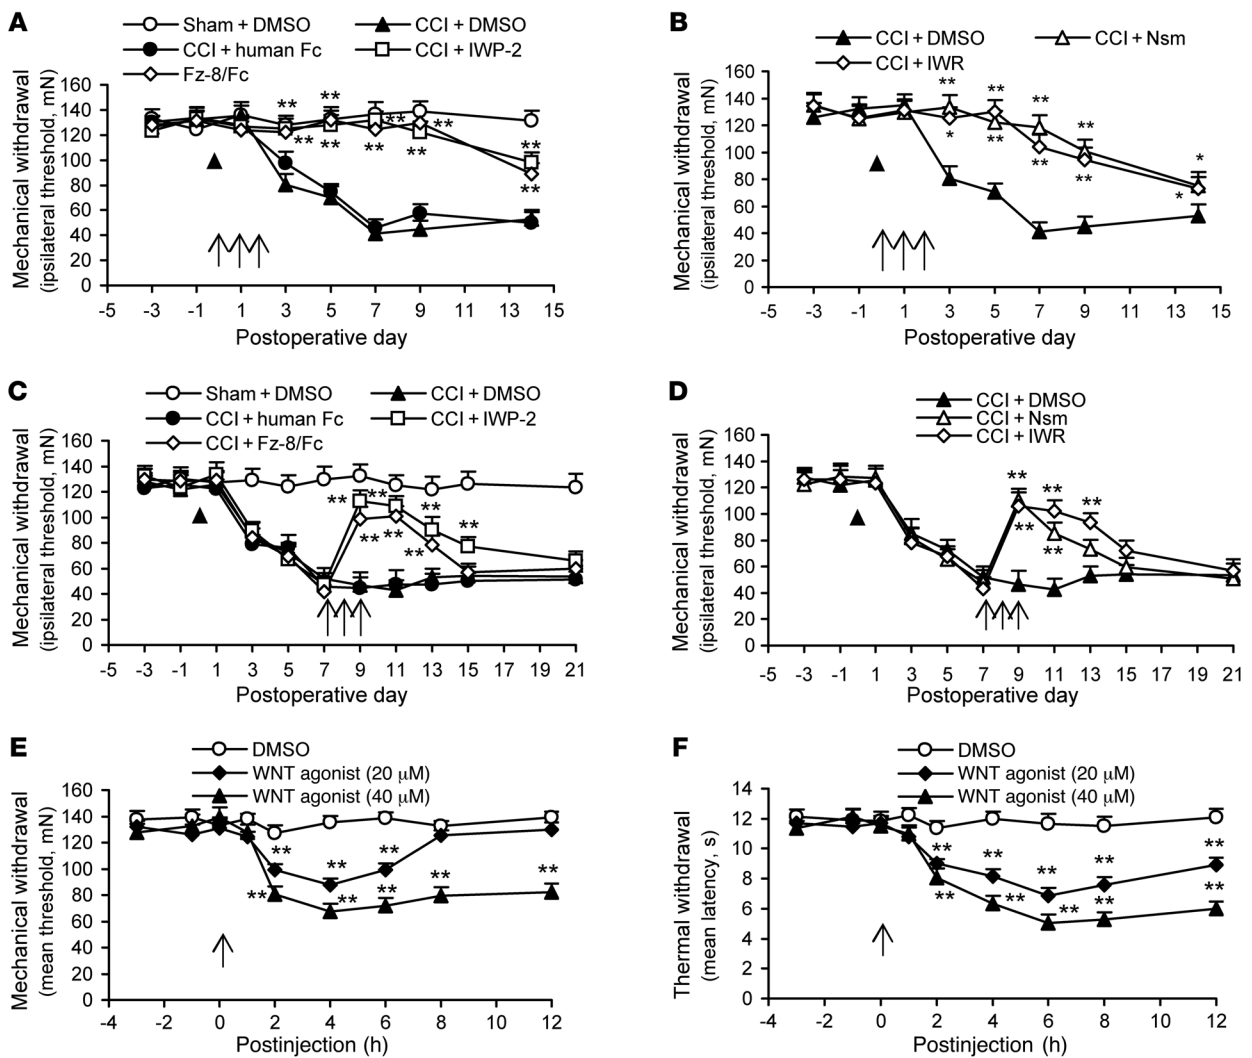 A
Sham + DMSO
CCI + DMSO
CCI + human Fc
CCI + IWP-2
Fz-8/Fc
Mechanical withdrawal
(ipsilateral threshold, mN)
160
140
120
100
80
60
40
20
0
** ** ** **
** ** ** **
**
**
-5 -3 -1 1 3 5 7 9 11 13 15
Postoperative day
B
CCI + DMSO
CCI + Nsm
CCI + IWR
Mechanical withdrawal
(ipsilateral threshold, mN)
160
140
120
100
80
60
40
20
0
** ** ** ** *
* ** ** ** *
-5 -3 -1 1 3 5 7 9 11 13 15
Postoperative day
C
Sham + DMSO
CCI + DMSO
CCI + human Fc
CCI + IWP-2
CCI + Fz-8/Fc
Mechanical withdrawal
(ipsilateral threshold, mN)
160
140
120
100
80
60
40
20
0
** ** ** **
** ** **
-5 -3 -1 1 3 5 7 9 11 13 15 17 19 21
Postoperative day
D
CCI + DMSO
CCI + Nsm
CCI + IWR
Mechanical withdrawal
(ipsilateral threshold, mN)
160
140
120
100
80
60
40
20
0
** ** **
** **
-5 -3 -1 1 3 5 7 9 11 13 15 17 19 21
Postoperative day
E
DMSO
WNT agonist (20 µM)
WNT agonist (40 µM)
Mechanical withdrawal
(mean threshold, mN)
160
140
120
100
80
60
40
20
0
** ** **
** ** ** ** **
-4 -2 0 2 4 6 8 10 12
Postinjection (h)
F
DMSO
WNT agonist (20 µM)
WNT agonist (40 µM)
Thermal withdrawal
(mean latency, s)
14
12
10
8
6
4
2
0
** ** ** ** **
** ** ** ** **
-4 -2 0 2 4 6 8 10 12
Postinjection (h)